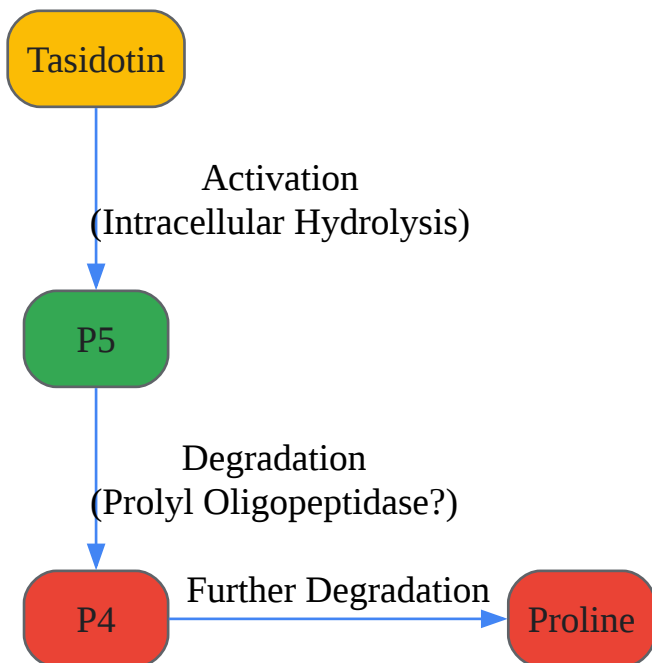 Tasidotin
Activation
(Intracellular Hydrolysis)
P5
Degradation
(Prolyl Oligopeptidase?)
P4
Further Degradation
Proline